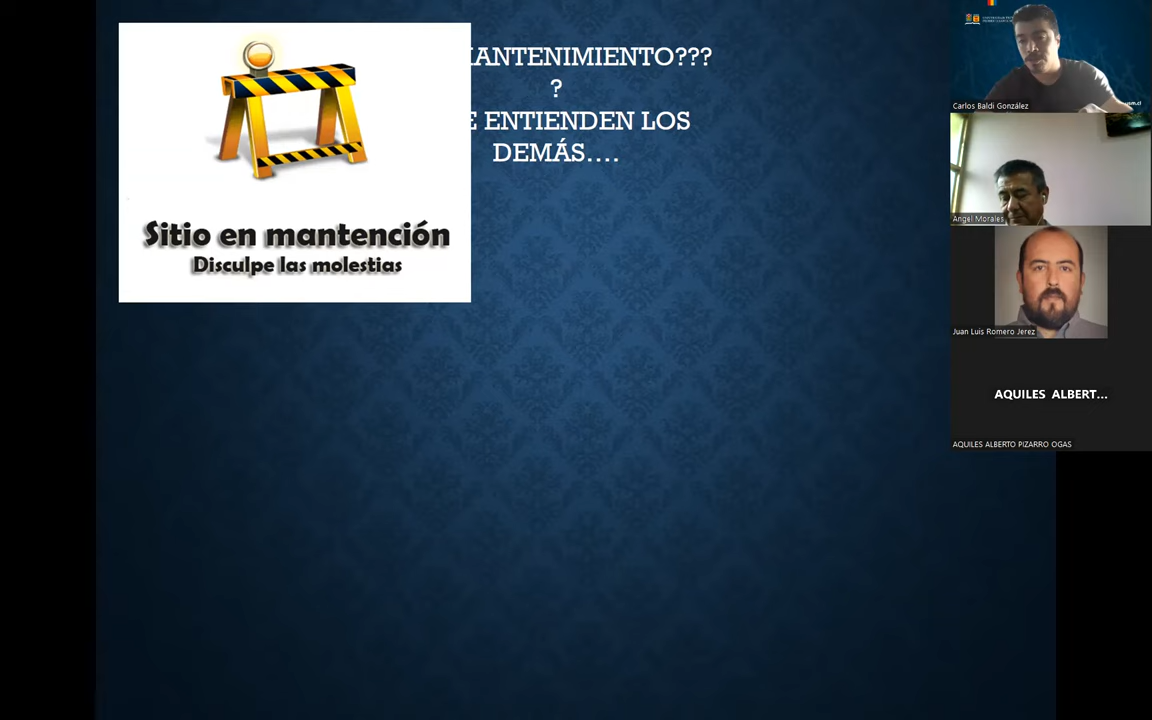 MANTENIMIENTO???
?
E ENTIENDEN LOS
DEMÁS....
Sitio en mantención
Disculpe las molestias
Carlos Baldi González
Angel Morales
Juan Luis Romero Jerez
AQUILES ALBERT...
AQUILES ALBERTO PIZARRO OGAS